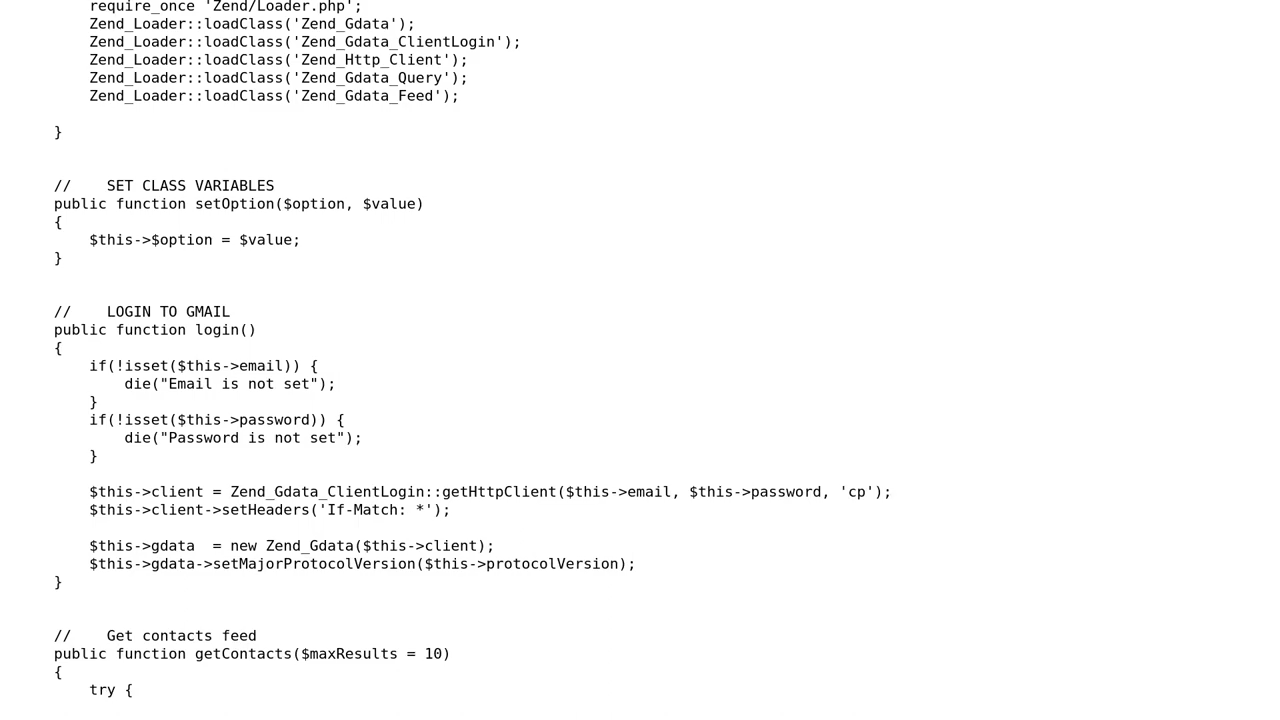 require_once 'Zend/Loader.php';
Zend_Loader::loadClass('Zend_Gdata');
Zend_Loader::loadClass('Zend_Gdata_ClientLogin');
Zend_Loader::loadClass('Zend_Http_Client');
Zend_Loader::loadClass('Zend_Gdata_Query');
Zend_Loader::loadClass('Zend_Gdata_Feed');
}
//    SET CLASS VARIABLES
public function setOption($option, $value)
{
$this->$option = $value;
}
//    LOGIN TO GMAIL
public function login()
{
if(!isset($this->email)) {
die("Email is not set");
}
if(!isset($this->password)) {
die("Password is not set");
}
$this->client = Zend_Gdata_ClientLogin::getHttpClient($this->email, $this->password, 'cp');
$this->client->setHeaders('If-Match: *');
$this->gdata  = new Zend_Gdata($this->client);
$this->gdata->setMajorProtocolVersion($this->protocolVersion);
}
//    Get contacts feed
public function getContacts($maxResults = 10)
{
try {